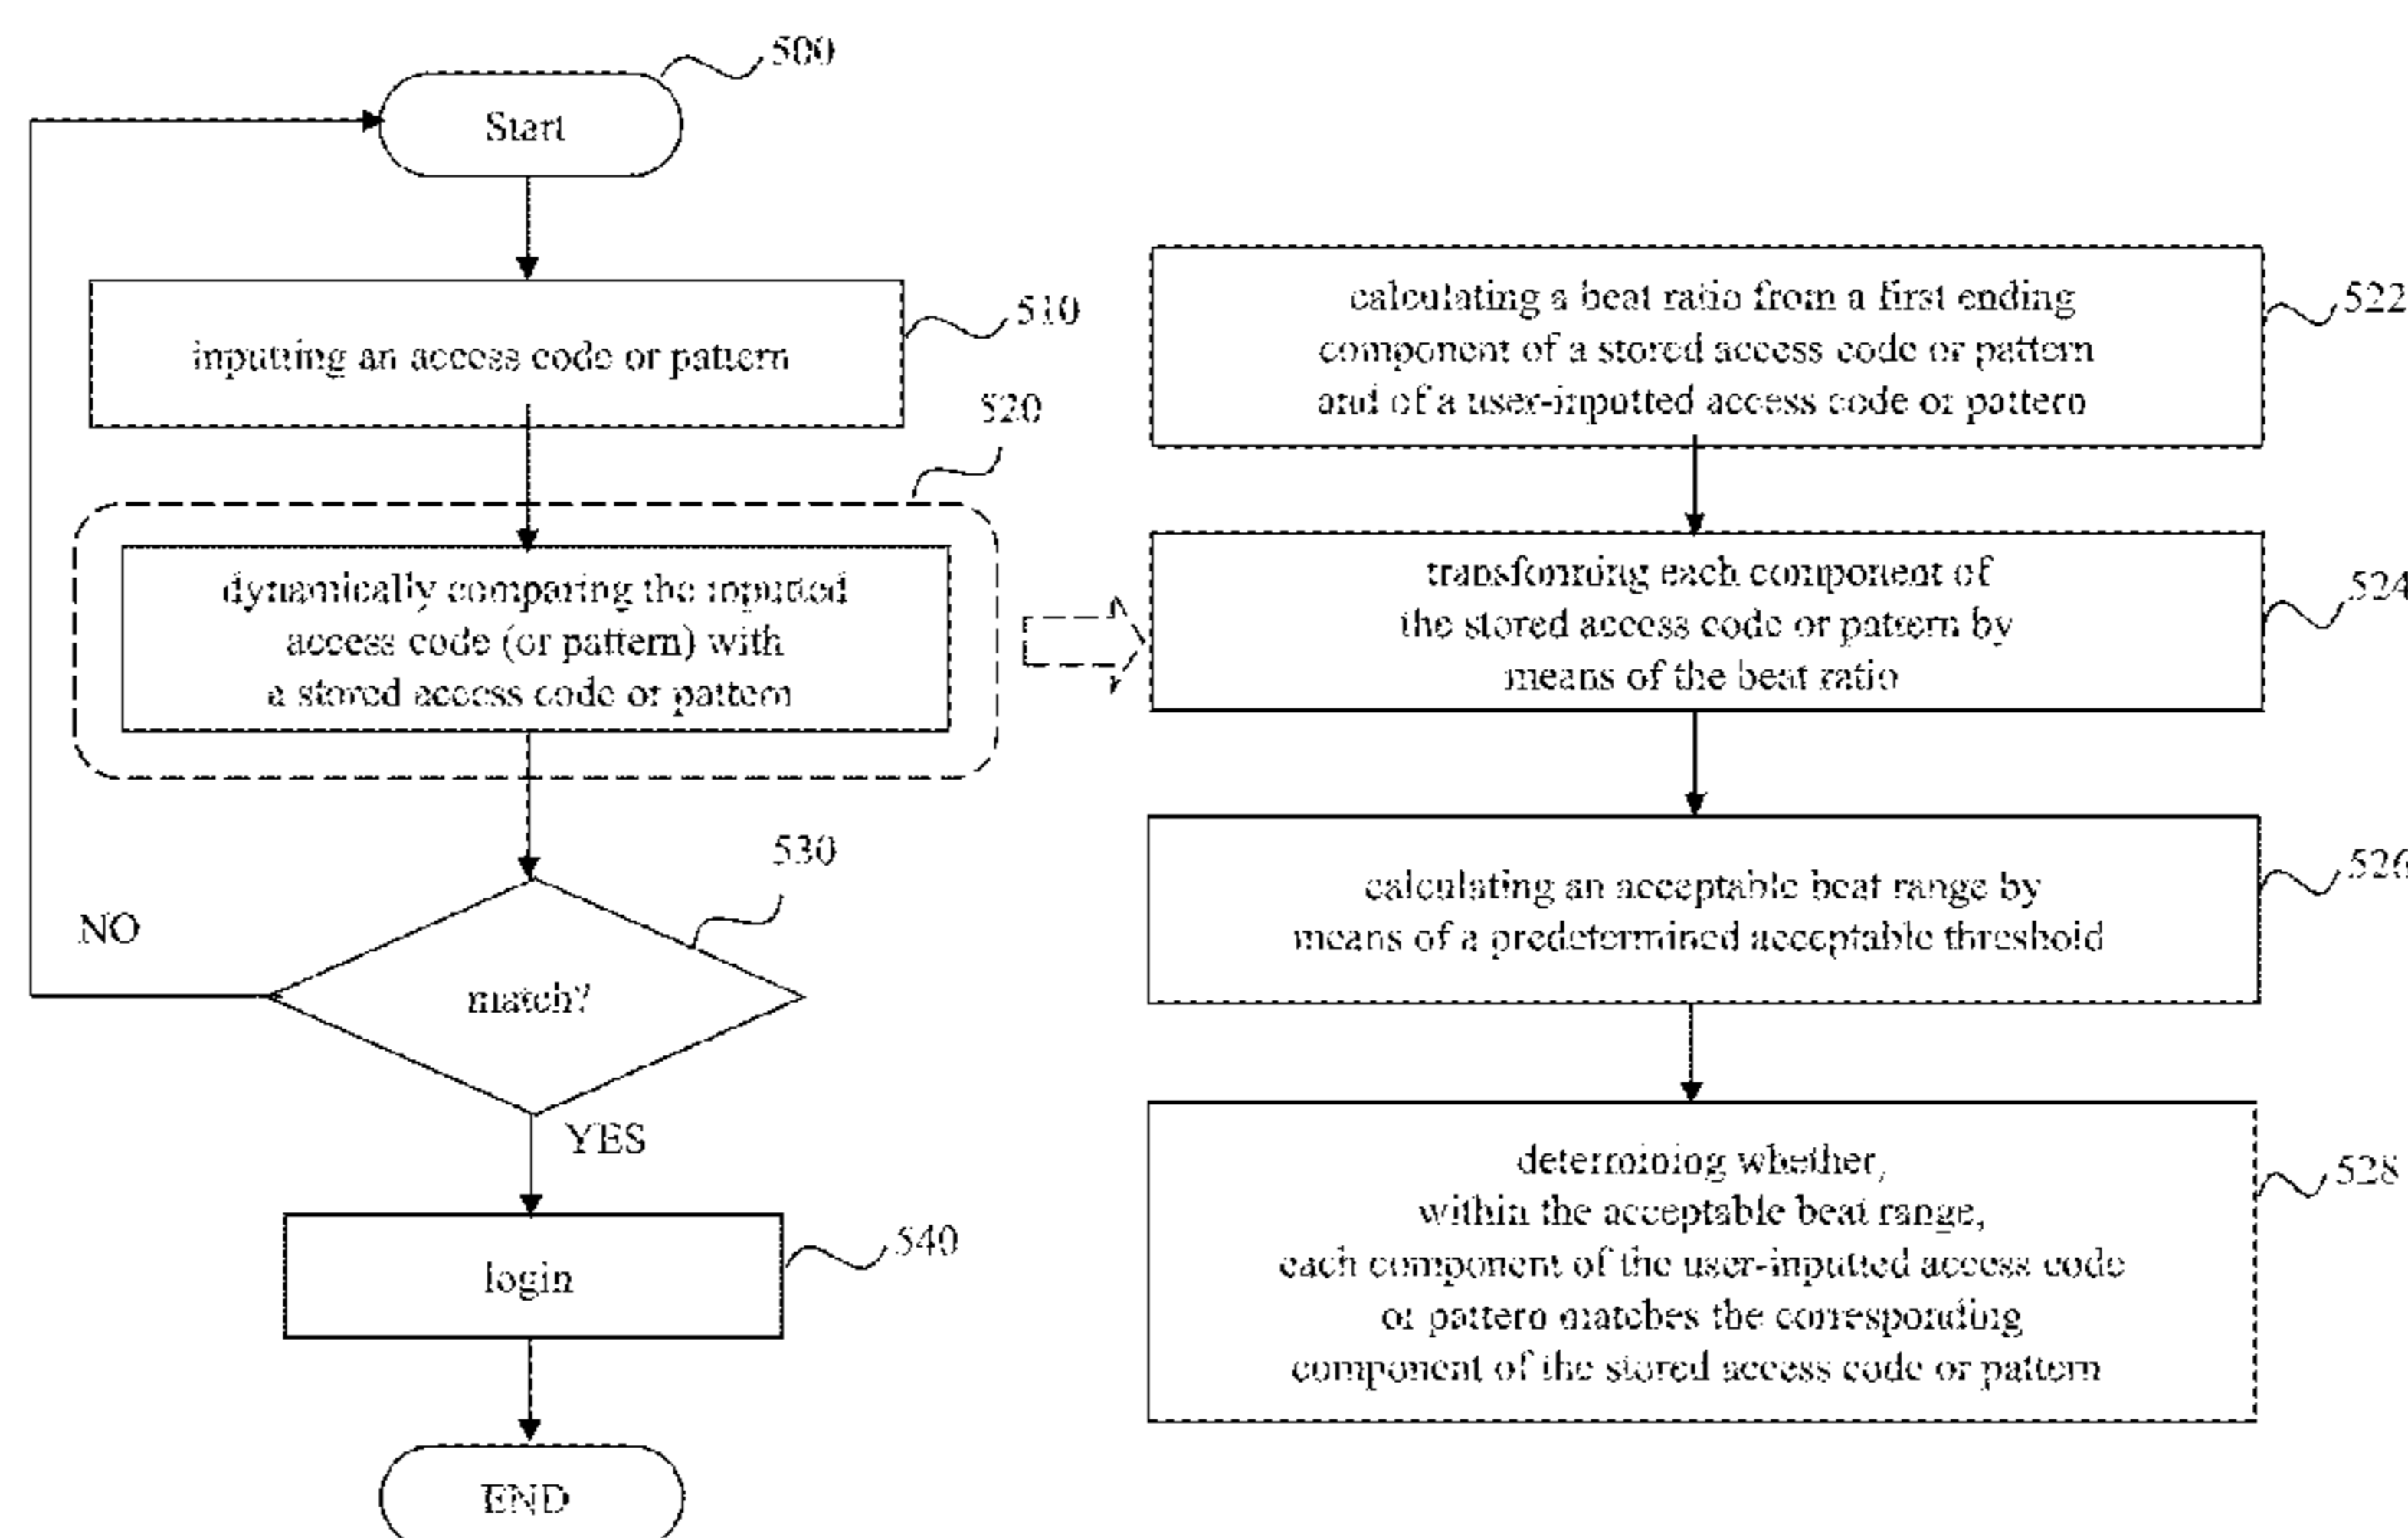 500
Start
inputting an access code or pattern
510
520
dynamically comparing the inputted
access code (or pattern) with
a stored access code or pattern
530
NO
match?
YES
login
540
END
calculating a beat ratio from a first ending
component of a stored access code or pattern
and of a user-inputted access code or pattern
522
transforming each component of
the stored access code or pattern by
means of the beat ratio
524
calculating an acceptable beat range by
means of a predetermined acceptable threshold
526
determining whether,
within the acceptable beat range,
each component of the user-inputted access code
or pattern matches the corresponding
component of the stored access code or pattern
528